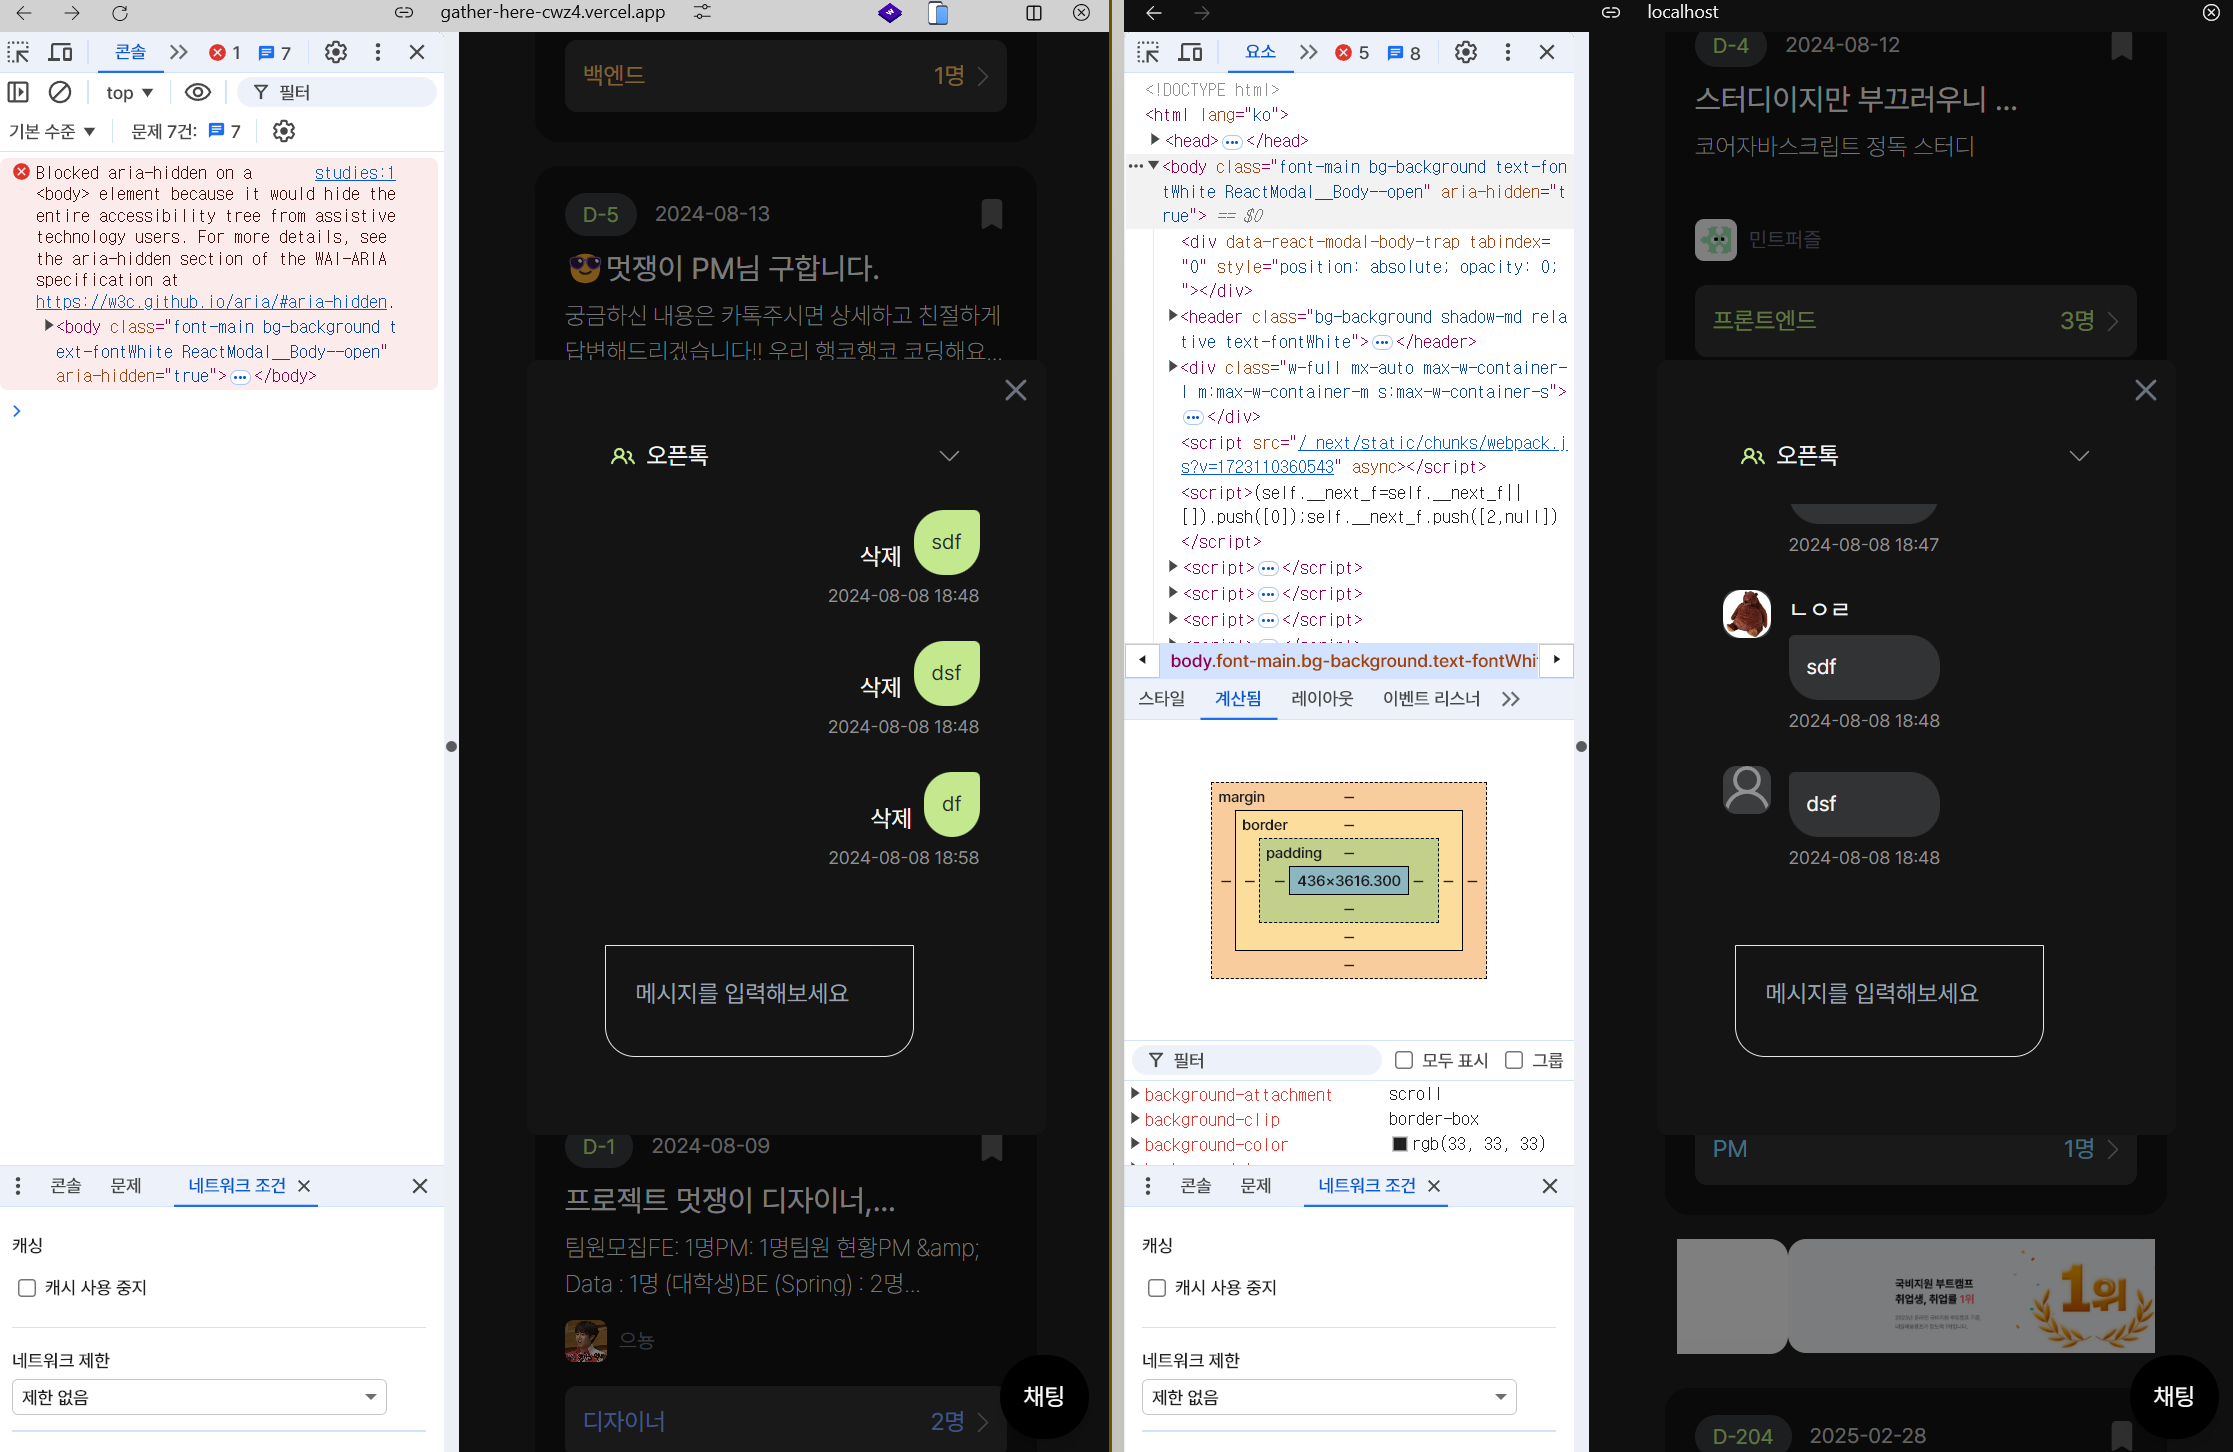 gather-here-cwz4.vercel.app
콘솔
1
7
top
필터
기본 수준
문제 7건:
7
Blocked aria-hidden on a studies:1
<body> element because it would hide the
entire accessibility tree from assistive
technology users. For more details, see
the aria-hidden section of the WAI-ARIA
specification at
https://w3c.github.io/aria/#aria-hidden.
<body class="font-main bg-background t
ext-fontWhite ReactModal__Body--open"
aria-hidden="true"> ••• </body>
콘솔
문제
네트워크 조건
캐싱
캐시 사용 중지
네트워크 제한
제한 없음
백엔드
1명
D-5
2024-08-13
😎멋쟁이 PM님 구합니다.
궁금하신 내용은 카톡주시면 상세하고 친절하게
답변해드리겠습니다!! 우리 행코행코 코딩해요...
오픈톡
sdf
삭제
2024-08-08 18:48
dsf
삭제
2024-08-08 18:48
df
삭제
2024-08-08 18:58
메시지를 입력해보세요
D-1
2024-08-09
프로젝트 멋쟁이 디자이너,...
팀원모집FE: 1명PM: 1명팀원 현황PM &amp;
Data : 1명 (대학생)BE (Spring) : 2명...
으뇽
디자이너
2명
채팅
localhost
요소
5
8
<!DOCTYPE html>
<html lang="ko">
<head> ••• </head>
••• <body class="font-main bg-background text-fon
tWhite ReactModal__Body--open" aria-hidden="t
rue"> == $0
<div data-react-modal-body-trap tabindex=
"0" style="position: absolute; opacity: 0;
"></div>
<header class="bg-background shadow-md rela
tive text-fontWhite"> ••• </header>
<div class="w-full mx-auto max-w-container-
l m:max-w-container-m s:max-w-container-s">
••• </div>
<script src="/_next/static/chunks/webpack.j
s?v=1723110360543" async></script>
<script>(self.__next_f=self.__next_f||
[]).push([0]);self.__next_f.push([2,null])
</script>
<script> ••• </script>
<script> ••• </script>
<script> ••• </script>
body.font-main.bg-background.text-fontWhi
스타일
계산됨
레이아웃
이벤트 리스너
margin
–
border
–
padding
–
– – – 436×3616.300 – – –
–
–
–
필터
모두 표시
그룹
background-attachment scroll
background-clip border-box
background-color rgb(33, 33, 33)
콘솔
문제
네트워크 조건
캐싱
캐시 사용 중지
네트워크 제한
제한 없음
D-4
2024-08-12
스터디이지만 부끄러우니 ...
코어자바스크립트 정독 스터디
민트퍼즐
프론트엔드
3명
오픈톡
2024-08-08 18:47
ㄴㅇㄹ
sdf
2024-08-08 18:48
dsf
2024-08-08 18:48
메시지를 입력해보세요
PM
1명
국비지원 부트캠프
취업생, 취업률 1위
1위
채팅
D-204
2025-02-28